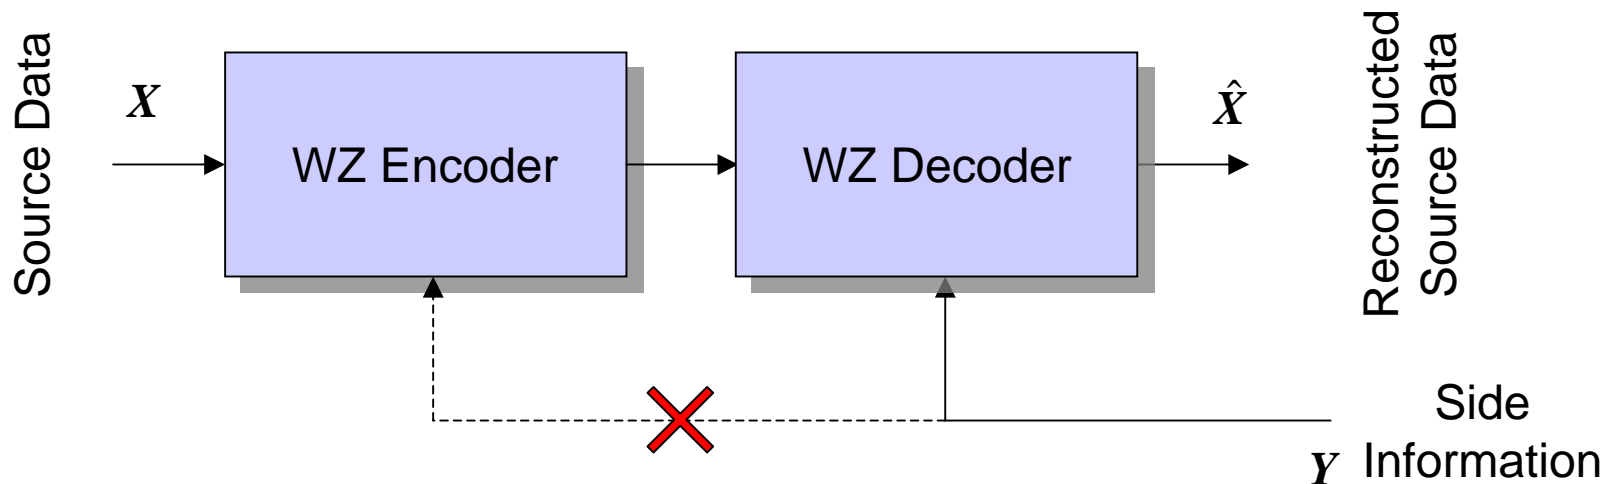 Source Data
X
WZ Encoder
WZ Decoder
X̂
Reconstructed
Source Data
Side
Information
Y